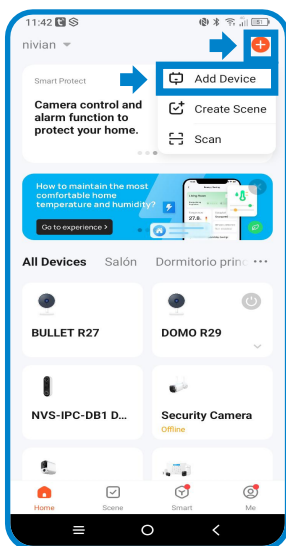 11:42
nivian
Add Device
Create Scene
Scan
Smart Protect
Camera control and
alarm function to
protect your home.
How to maintain the most
comfortable home
temperature and humidity?
Go to experience >
All Devices Salón Dormitorio princ ...
BULLET R27
DOMO R29
NVS-IPC-DB1 D...
Security Camera
Offline
Home Scene Smart Me